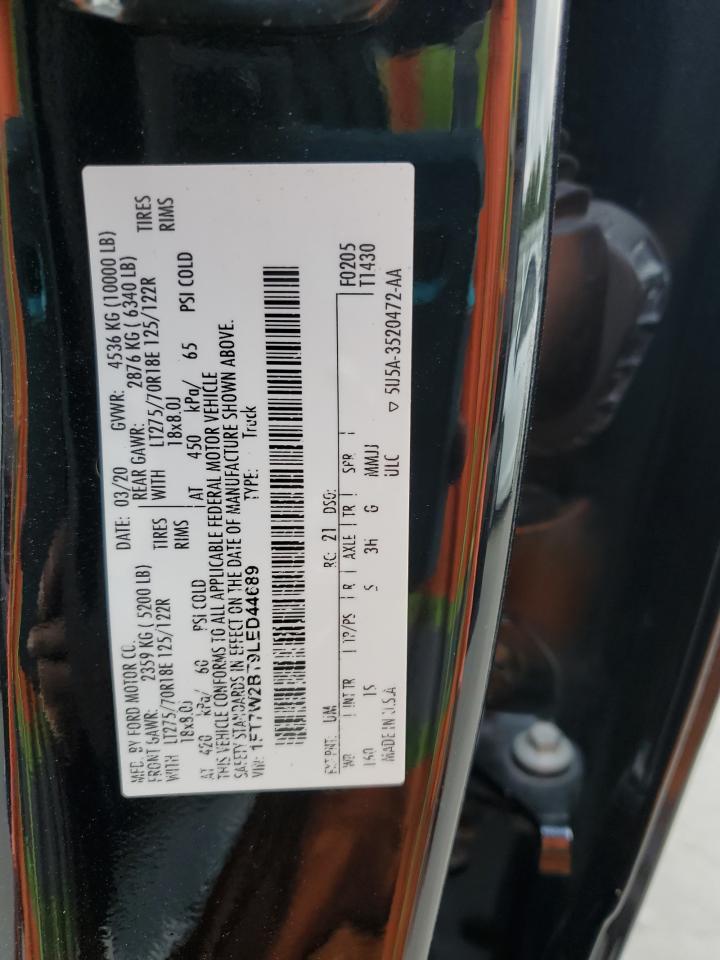 MFD. BY FORD MOTOR CO.
DATE: 03/20 GVWR: 4536 KG (10000 LB)
FRONT GAWR: 2359 KG ( 5200 LB) REAR GAWR: 2876 KG ( 6340 LB)
WITH LT275/70R18E 125/122R TIRES WITH LT275/70R18E 125/122R TIRES
18x8.0J RIMS 18x8.0J RIMS
AT 420 kPa/ 60 PSI COLD AT 450 kPa/ 65 PSI COLD
THIS VEHICLE CONFORMS TO ALL APPLICABLE FEDERAL MOTOR VEHICLE
SAFETY STANDARDS IN EFFECT ON THE DATE OF MANUFACTURE SHOWN ABOVE.
VIN: 1FT7W2BT9LED44689 TYPE: Truck
F0205
T1430
EXT PNT: UM RC: 21 DSO:
WB INT TR TP/PS R AXLE TR SPR
160 IS S 3H G MMJJ
MADE IN U.S.A ULC
▽ 5U5A-3520472-AA